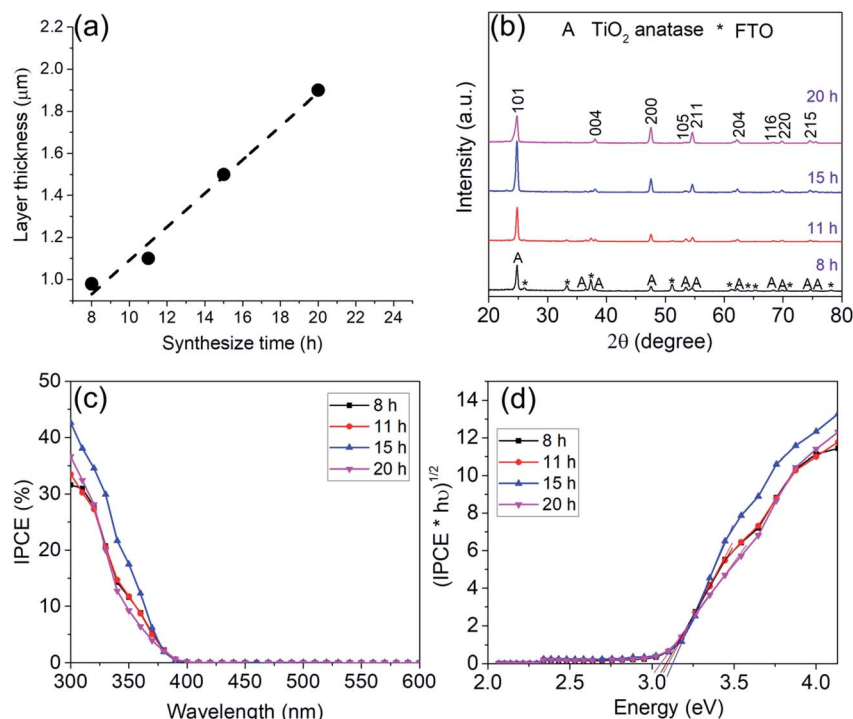 (a)
2.2
2.0
1.8
1.6
1.4
1.2
1.0
Layer thickness (μm)
8 10 12 14 16 18 20 22 24
Synthesize time (h)
(b)
A TiO2 anatase * FTO
Intensity (a.u.)
101
004
200
105
211
204
116
220
215
20 h
15 h
11 h
8 h
A * * A * A A * A A * A * * A A * A A *
20 30 40 50 60 70 80
2θ (degree)
(c)
50
40
30
20
10
0
IPCE (%)
8 h
11 h
15 h
20 h
300 350 400 450 500 550 600
Wavelength (nm)
(d)
14
12
10
8
6
4
2
0
(IPCE * hυ)1/2
8 h
11 h
15 h
20 h
2.0 2.5 3.0 3.5 4.0
Energy (eV)